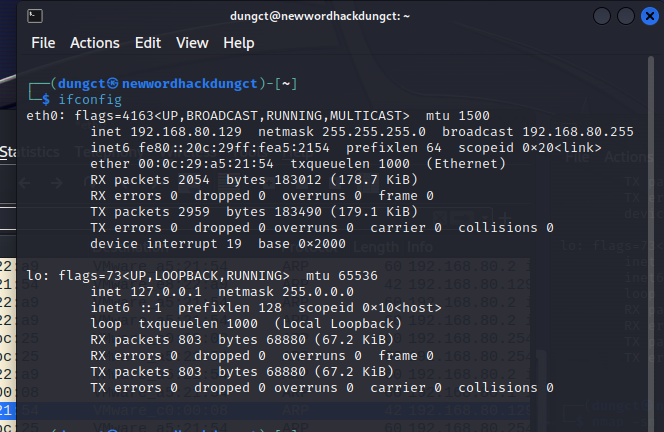 dungct@newwordhackdungct: ~
File Actions Edit View Help
┌──(dungct㉿newwordhackdungct)-[~]
└─$ ifconfig
eth0: flags=4163<UP,BROADCAST,RUNNING,MULTICAST>  mtu 1500
inet 192.168.80.129  netmask 255.255.255.0  broadcast 192.168.80.255
inet6 fe80::20c:29ff:fea5:2154  prefixlen 64  scopeid 0×20<link>
ether 00:0c:29:a5:21:54  txqueuelen 1000  (Ethernet)
RX packets 2054  bytes 183012 (178.7 KiB)
RX errors 0  dropped 0  overruns 0  frame 0
TX packets 2959  bytes 183490 (179.1 KiB)
TX errors 0  dropped 0 overruns 0  carrier 0  collisions 0
device interrupt 19  base 0×2000
lo: flags=73<UP,LOOPBACK,RUNNING>  mtu 65536
inet 127.0.0.1  netmask 255.0.0.0
inet6 ::1  prefixlen 128  scopeid 0×10<host>
loop  txqueuelen 1000  (Local Loopback)
RX packets 803  bytes 68880 (67.2 KiB)
RX errors 0  dropped 0  overruns 0  frame 0
TX packets 803  bytes 68880 (67.2 KiB)
TX errors 0  dropped 0 overruns 0  carrier 0  collisions 0